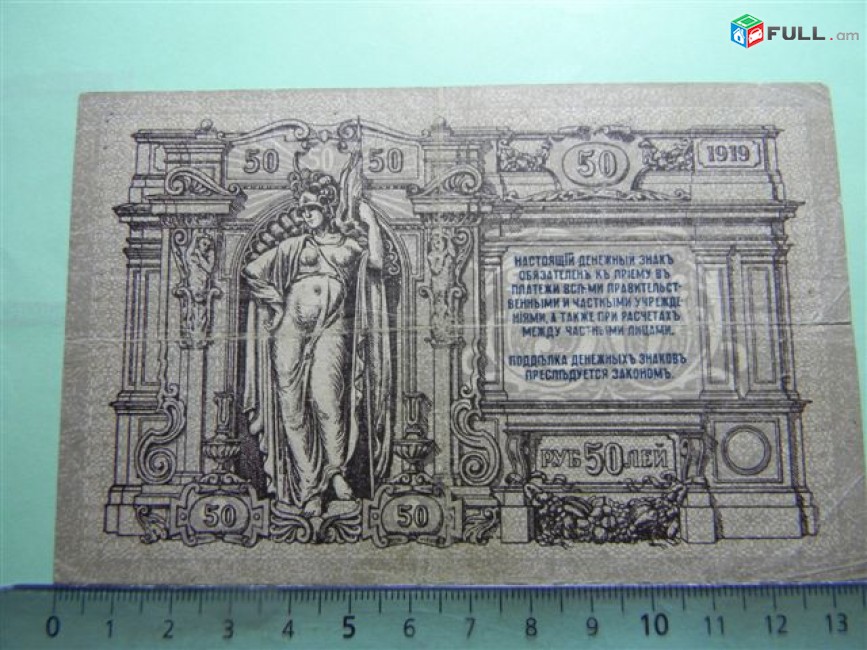 FULL.am
50 50 50
50
1919
НАСТОЯЩІЙ ДЕНЕЖНЫЙ ЗНАКЪ
ОБЯЗАТЕЛЕНЪ КЪ ПРІЕМУ ВЪ
ПЛАТЕЖИ ВСѢМИ ПРАВИТЕЛЬСТ-
ВЕННЫМИ И ЧАСТНЫМИ УЧРЕЖДЕ-
НІЯМИ, А ТАКЖЕ ПРИ РАСЧЕТАХЪ
МЕЖДУ ЧАСТНЫМИ ЛИЦАМИ.
ПОДДѢЛКА ДЕНЕЖНЫХЪ ЗНАКОВЪ
ПРЕСЛѢДУЕТСЯ ЗАКОНОМЪ.
50
РУБ 50 ЛЕЙ
50 50
0 1 2 3 4 5 6 7 8 9 10 11 12 13